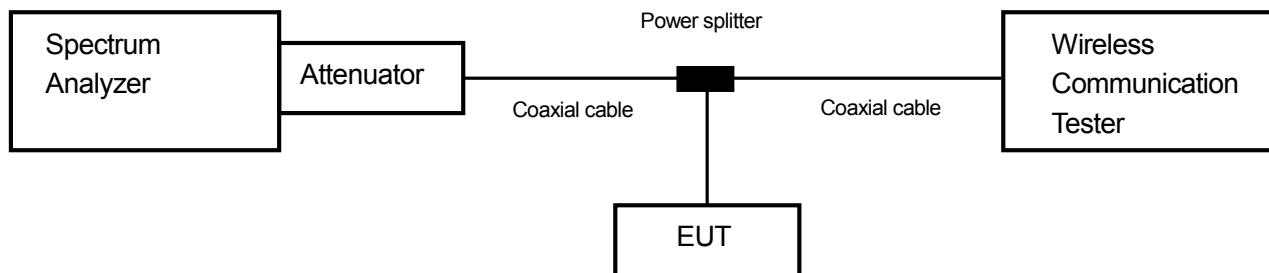 Power splitter
Spectrum
Analyzer
Attenuator
Wireless
Communication
Tester
Coaxial cable
Coaxial cable
EUT